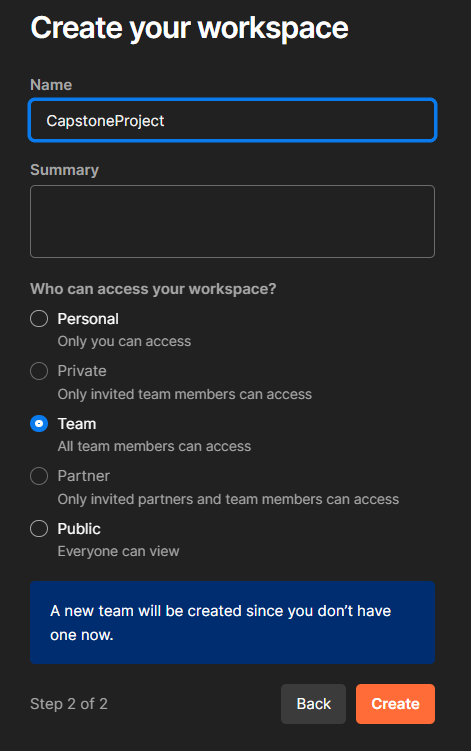 Create your workspace
Name
CapstoneProject
Summary
Who can access your workspace?
Personal
Only you can access
Private
Only invited team members can access
Team
All team members can access
Partner
Only invited partners and team members can access
Public
Everyone can view
A new team will be created since you don’t have
one now.
Step 2 of 2
Back
Create